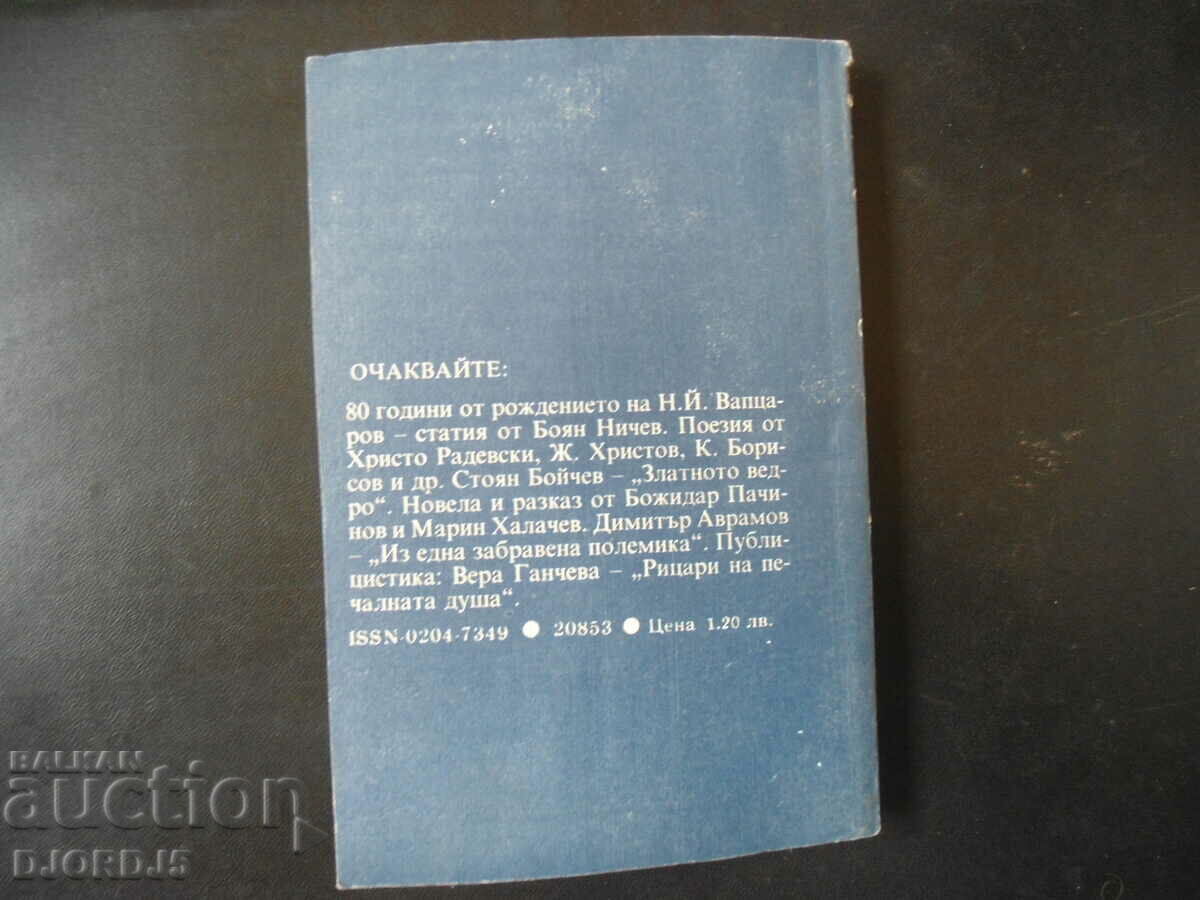 ОЧАКВАЙТЕ:
80 години от рождението на Н.Й. Вапца-
ров – статия от Боян Ничев. Поезия от
Христо Радевски, Ж. Христов, К. Бори-
сов и др. Стоян Бойчев – „Златното вед-
ро“. Новела и разказ от Божидар Пачи-
нов и Марин Халачев. Димитър Аврамов
– „Из една забравена полемика“. Публи-
цистика: Вера Ганчева – „Рицари на пе-
чалната душа“.
ISSN-0204-7349 ● 20853 ● Цена 1.20 лв.
BALKAN
auction
DJORDJ5